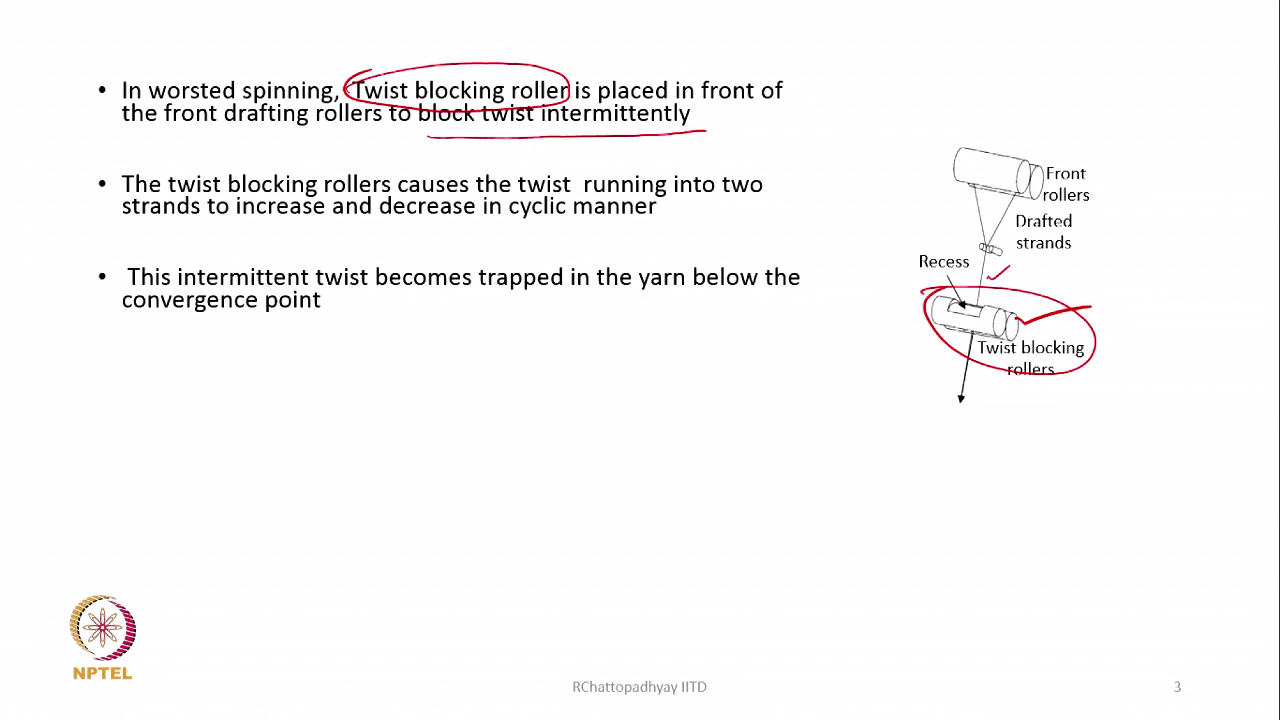 • In worsted spinning, Twist blocking roller is placed in front of
the front drafting rollers to block twist intermittently
• The twist blocking rollers causes the twist running into two
strands to increase and decrease in cyclic manner
• This intermittent twist becomes trapped in the yarn below the
convergence point
Front
rollers
Drafted
strands
Recess
Twist blocking
rollers
NPTEL
RChattopadhyay IITD
3